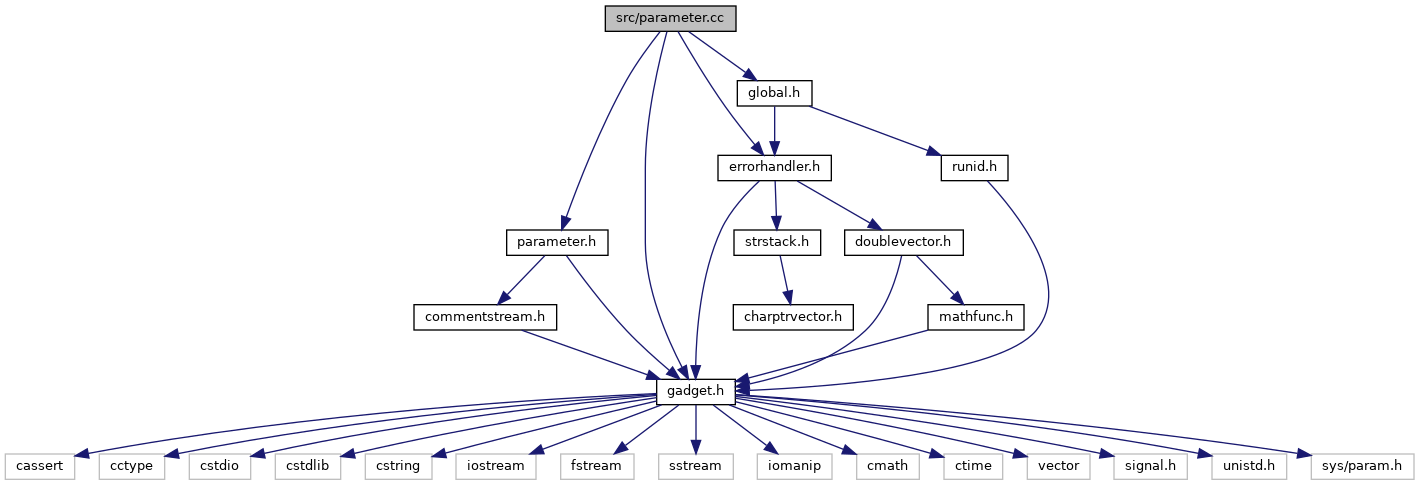 src/parameter.cc
global.h
errorhandler.h
runid.h
parameter.h
strstack.h
doublevector.h
commentstream.h
charptrvector.h
mathfunc.h
gadget.h
cassert
cctype
cstdio
cstdlib
cstring
iostream
fstream
sstream
iomanip
cmath
ctime
vector
signal.h
unistd.h
sys/param.h